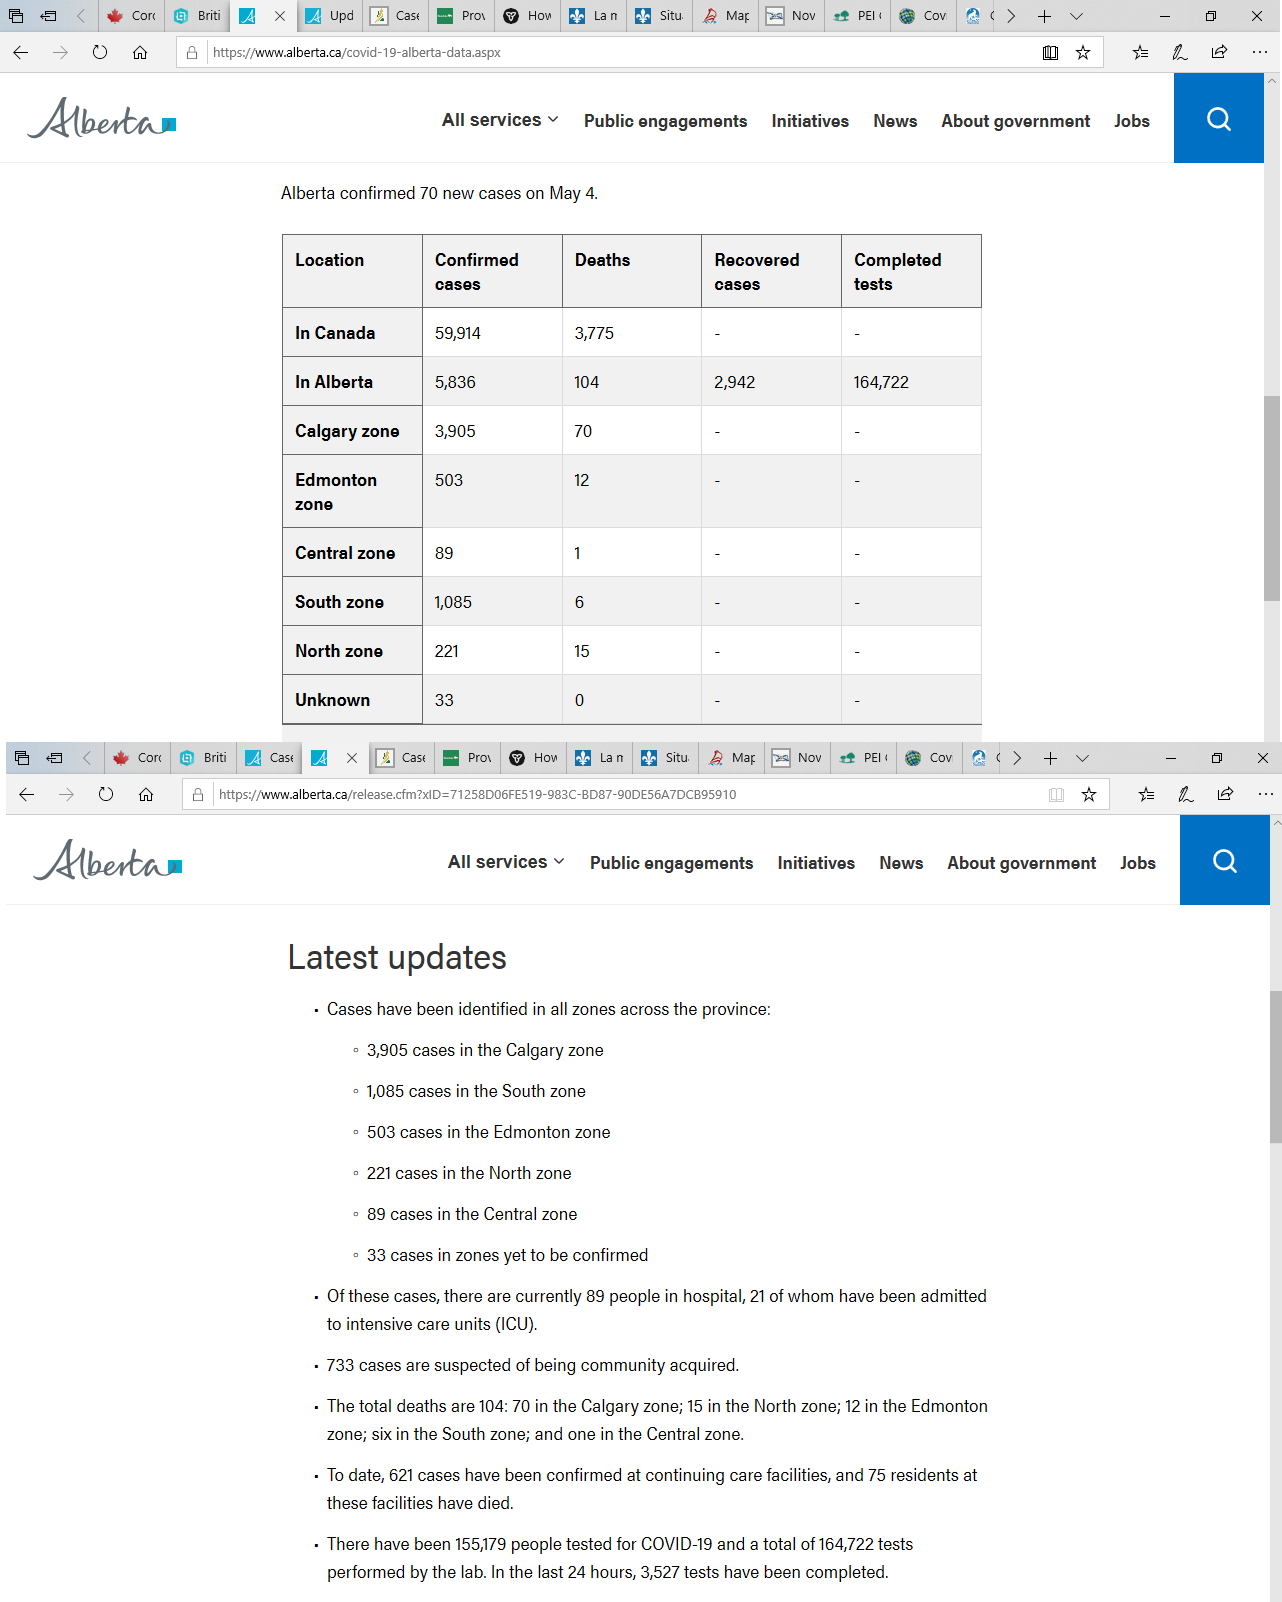 Corc
Briti
Upd
Case
Prov
How
La m
Situ
Map
Nov
PEI
Cov
https://www.alberta.ca/covid-19-alberta-data.aspx
Alberta
All services
Public engagements
Initiatives
News
About government
Jobs
Alberta confirmed 70 new cases on May 4.
Location Confirmed cases Deaths Recovered cases Completed tests
In Canada 59,914 3,775 - -
In Alberta 5,836 104 2,942 164,722
Calgary zone 3,905 70 - -
Edmonton zone 503 12 - -
Central zone 89 1 - -
South zone 1,085 6 - -
North zone 221 15 - -
Unknown 33 0 - -
Corc
Briti
Case
Case
Prov
How
La m
Situ
Map
Nov
PEI
Cov
https://www.alberta.ca/release.cfm?xID=71258D06FE519-983C-BD87-90DE56A7DCB95910
Alberta
All services
Public engagements
Initiatives
News
About government
Jobs
Latest updates
Cases have been identified in all zones across the province:
3,905 cases in the Calgary zone
1,085 cases in the South zone
503 cases in the Edmonton zone
221 cases in the North zone
89 cases in the Central zone
33 cases in zones yet to be confirmed
Of these cases, there are currently 89 people in hospital, 21 of whom have been admitted
to intensive care units (ICU).
733 cases are suspected of being community acquired.
The total deaths are 104: 70 in the Calgary zone; 15 in the North zone; 12 in the Edmonton
zone; six in the South zone; and one in the Central zone.
To date, 621 cases have been confirmed at continuing care facilities, and 75 residents at
these facilities have died.
There have been 155,179 people tested for COVID-19 and a total of 164,722 tests
performed by the lab. In the last 24 hours, 3,527 tests have been completed.